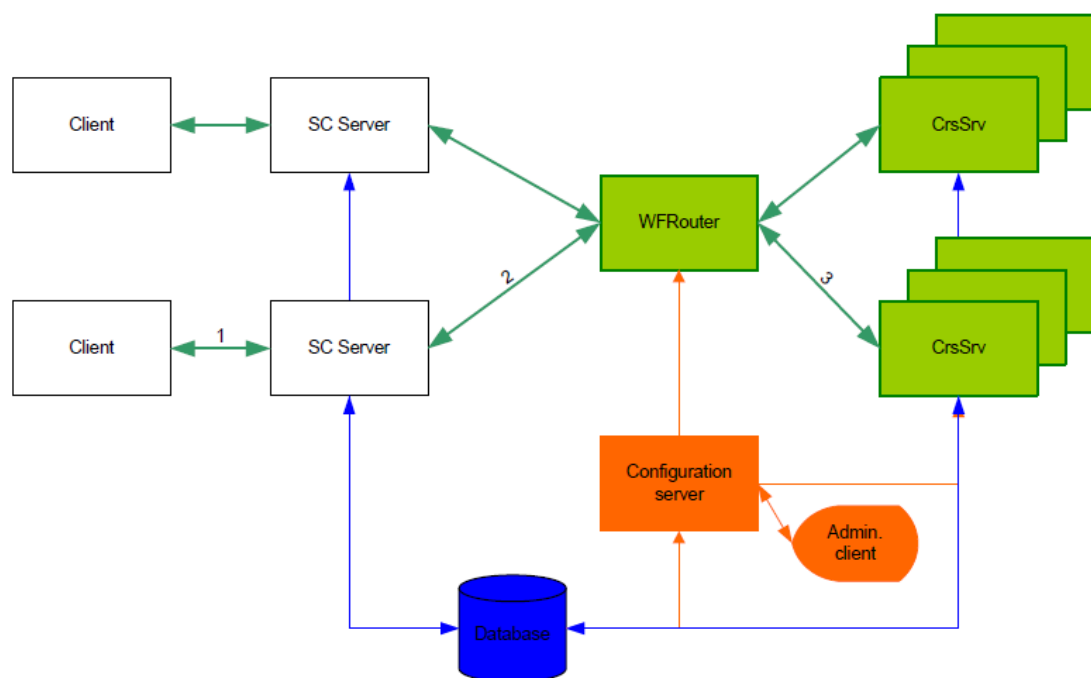 Client
SC Server
CrsSrv
WFRouter
2
3
1
Client
SC Server
CrsSrv
Configuration
server
Admin.
client
Database